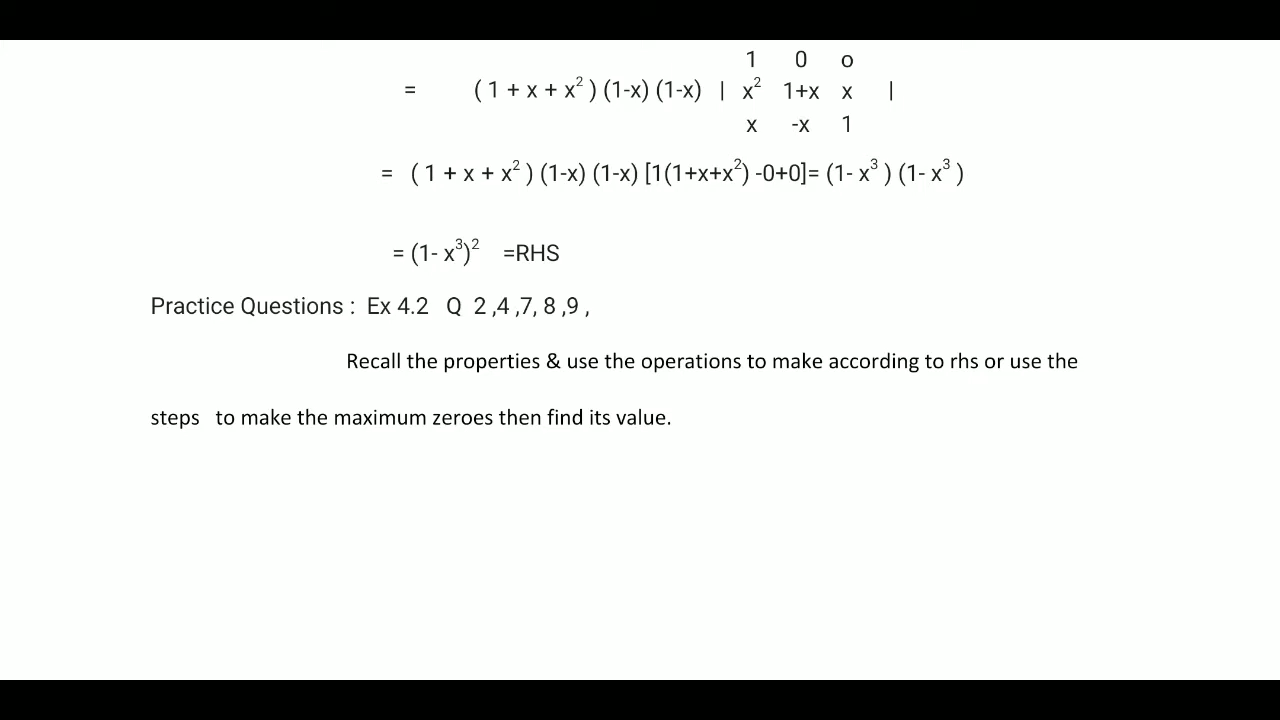 1 0 o
= ( 1 + x + x² ) (1-x) (1-x) | x² 1+x x |
x -x 1
= ( 1 + x + x² ) (1-x) (1-x) [1(1+x+x²) -0+0]= (1- x³ ) (1- x³ )
= (1- x³)² =RHS
Practice Questions : Ex 4.2 Q 2 ,4 ,7, 8 ,9 ,
Recall the properties & use the operations to make according to rhs or use the
steps to make the maximum zeroes then find its value.